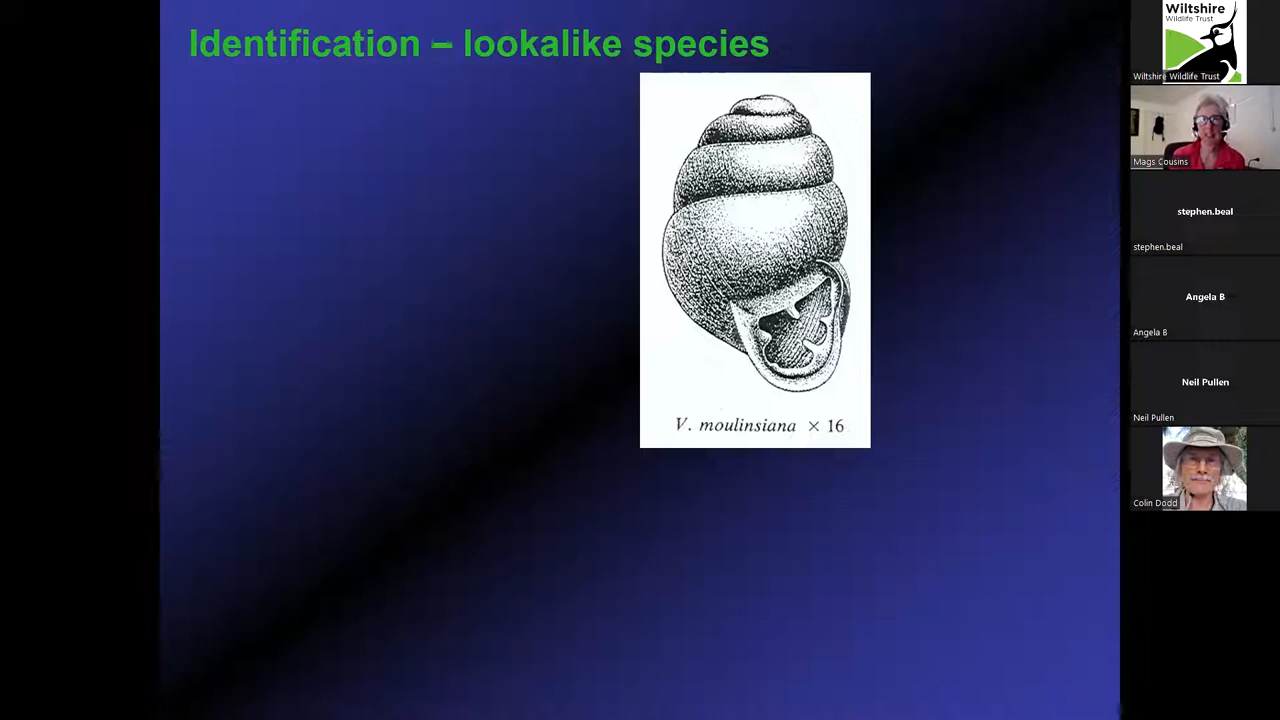 Identification – lookalike species
V. moulinsiana × 16
Wiltshire
Wildlife Trust
Wiltshire Wildlife Trust
Mags Cousins
stephen.beal
stephen.beal
Angela B
Angela B
Neil Pullen
Neil Pullen
Colin Dodd